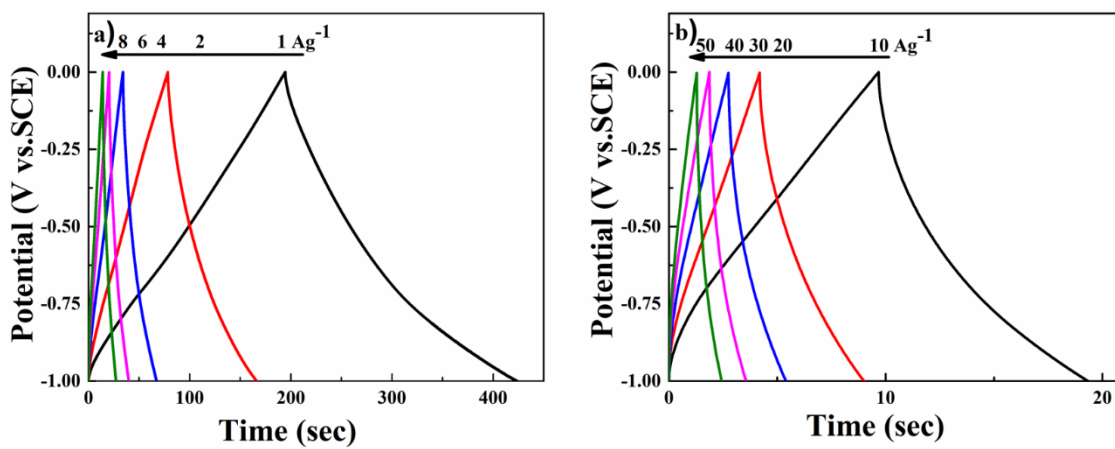 a)
8 6 4 2 1 Ag⁻¹
0.00
-0.25
-0.50
-0.75
-1.00
0 100 200 300 400
Potential (V vs.SCE)
Time (sec)
b)
50 40 30 20 10 Ag⁻¹
0.00
-0.25
-0.50
-0.75
-1.00
0 10 20
Potential (V vs.SCE)
Time (sec)